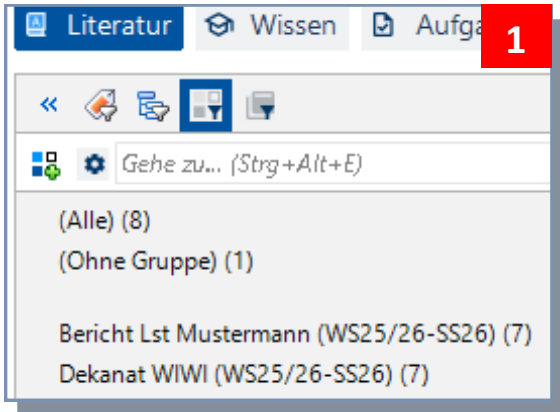 Literatur Wissen Aufga
1
Gehe zu... (Strg+Alt+E)
(Alle) (8)
(Ohne Gruppe) (1)
Bericht Lst Mustermann (WS25/26-SS26) (7)
Dekanat WIWI (WS25/26-SS26) (7)